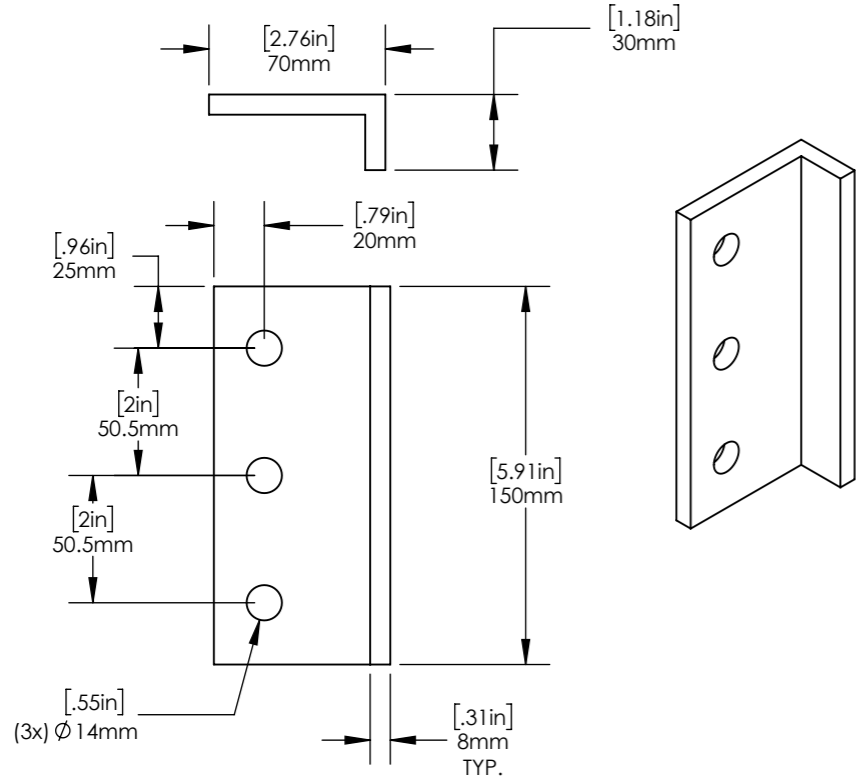 [2.76in]
70mm
[1.18in]
30mm
[.79in]
20mm
[.96in]
25mm
[2in]
50.5mm
[5.91in]
150mm
[2in]
50.5mm
[.55in]
(3x) Ø 14mm
[.31in]
8mm
TYP.